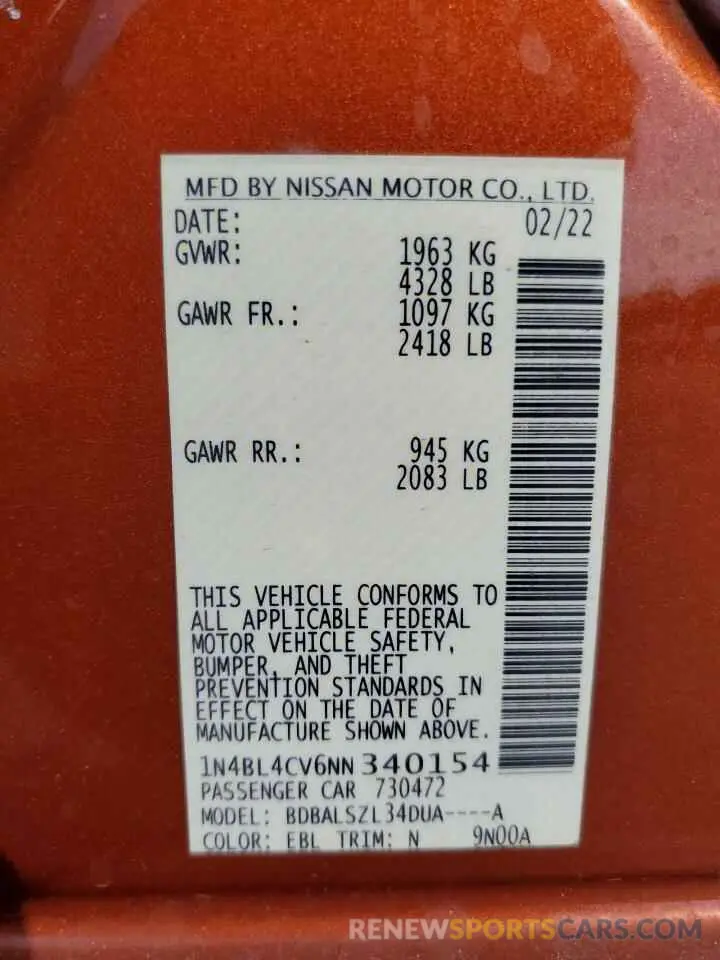 MFD BY NISSAN MOTOR CO., LTD.
DATE: 02/22
GVWR: 1963 KG
4328 LB
GAWR FR.: 1097 KG
2418 LB
GAWR RR.: 945 KG
2083 LB
THIS VEHICLE CONFORMS TO
ALL APPLICABLE FEDERAL
MOTOR VEHICLE SAFETY,
BUMPER, AND THEFT
PREVENTION STANDARDS IN
EFFECT ON THE DATE OF
MANUFACTURE SHOWN ABOVE.
1N4BL4CV6NN340154
PASSENGER CAR 730472
MODEL: BDBALSZL34DUA----A
COLOR: EBL TRIM: N 9N00A
RENEWSPORTSCARS.COM